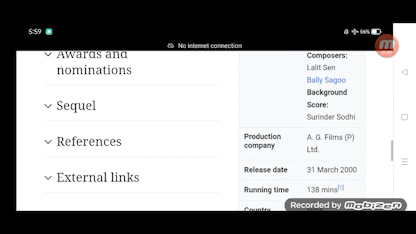 5:59
56%
No internet connection
Awards and
nominations
Sequel
References
External links
Composers:
Lalit Sen
Bally Sagoo
Background
Score:
Surinder Sodhi
Production
company
A. G. Films (P)
Ltd.
Release date
31 March 2000
Running time
138 mins[1]
Country
Recorded by
mobizen